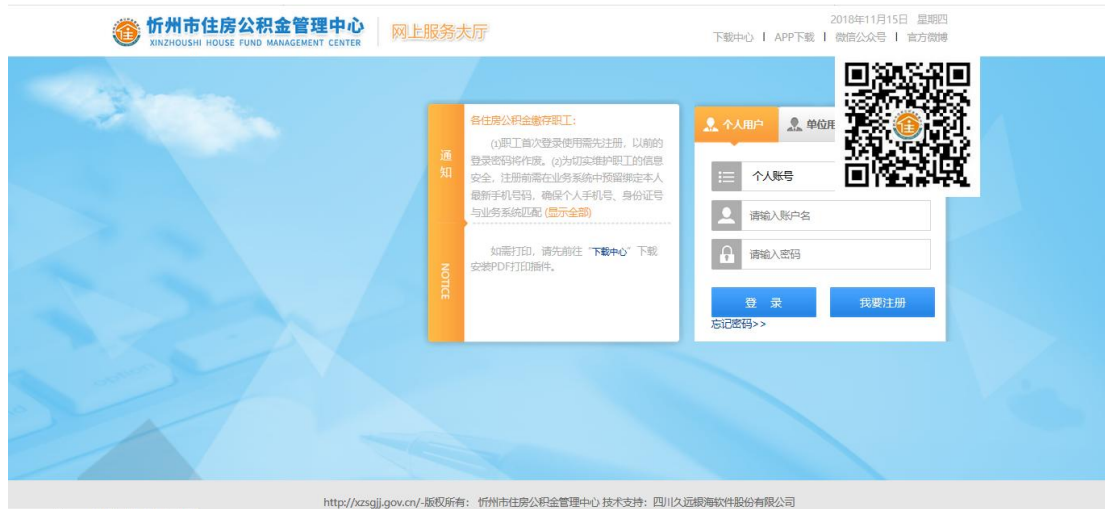 忻州市住房公积金管理中心
XINZHOUSHI HOUSE FUND MANAGEMENT CENTER
网上服务大厅
2018年11月15日 星期四
下载中心 | APP下载 | 微信公众号 | 官方微博
通知
NOTICE
各住房公积金缴存职工：
(1)职工首次登录使用需先注册，以前的
登录密码将作废。(2)为切实维护职工的信息
安全，注册前需在业务系统中预留绑定本人
最新手机号码，确保个人手机号、身份证号
与业务系统匹配 (显示全部)
如需打印，请先前往“下载中心”下载
安装PDF打印插件。
个人用户
单位用
住
个人账号
请输入账户名
请输入密码
登 录
我要注册
忘记密码>>
http://xzsgjj.gov.cn/-版权所有： 忻州市住房公积金管理中心 技术支持：四川久远银海软件股份有限公司